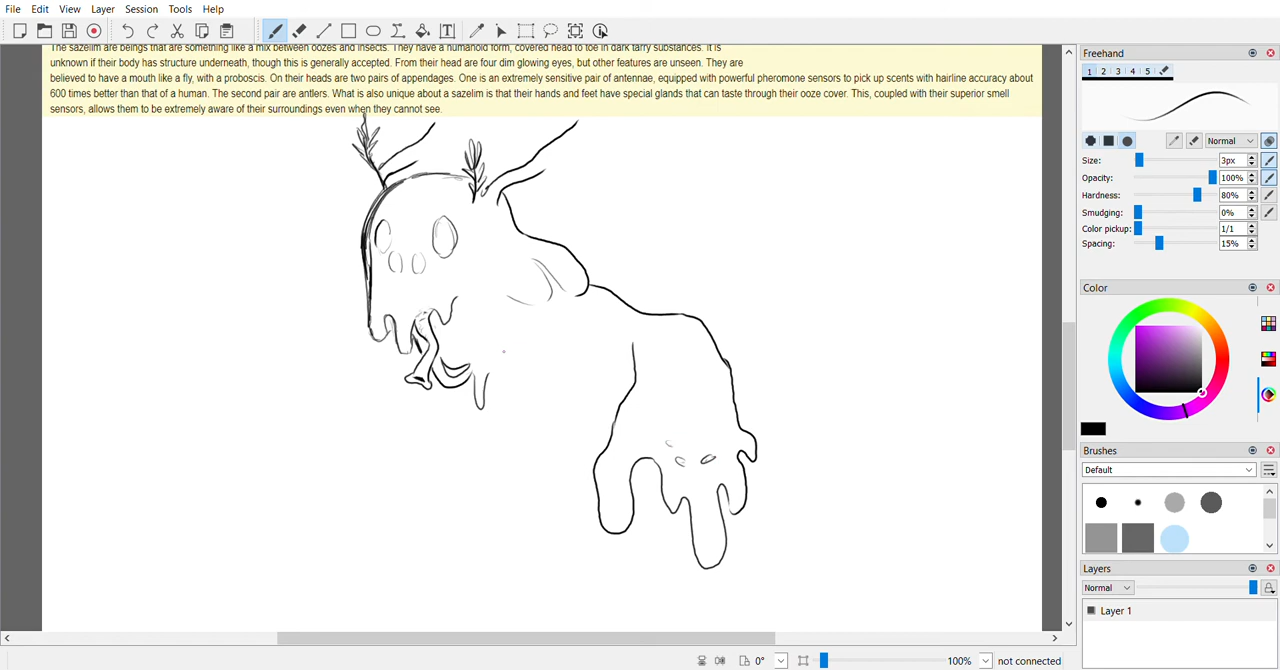 File Edit View Layer Session Tools Help
The sazelim are beings that are something like a mix between oozes and insects. They have a humanoid form, covered head to toe in dark tarry substances. It is
unknown if their body has structure underneath, though this is generally accepted. From their head are four dim glowing eyes, but other features are unseen. They are
believed to have a mouth like a fly, with a proboscis. On their heads are two pairs of appendages. One is an extremely sensitive pair of antennae, equipped with powerful pheromone sensors to pick up scents with hairline accuracy about
600 times better than that of a human. The second pair are antlers. What is also unique about a sazelim is that their hands and feet have special glands that can taste through their ooze cover. This, coupled with their superior smell
sensors, allows them to be extremely aware of their surroundings even when they cannot see.
Freehand
1 2 3 4 5
Normal
Size: 3px
Opacity: 100%
Hardness: 80%
Smudging: 0%
Color pickup: 1/1
Spacing: 15%
Color
Brushes
Default
Layers
Normal
Layer 1
0° 100% not connected